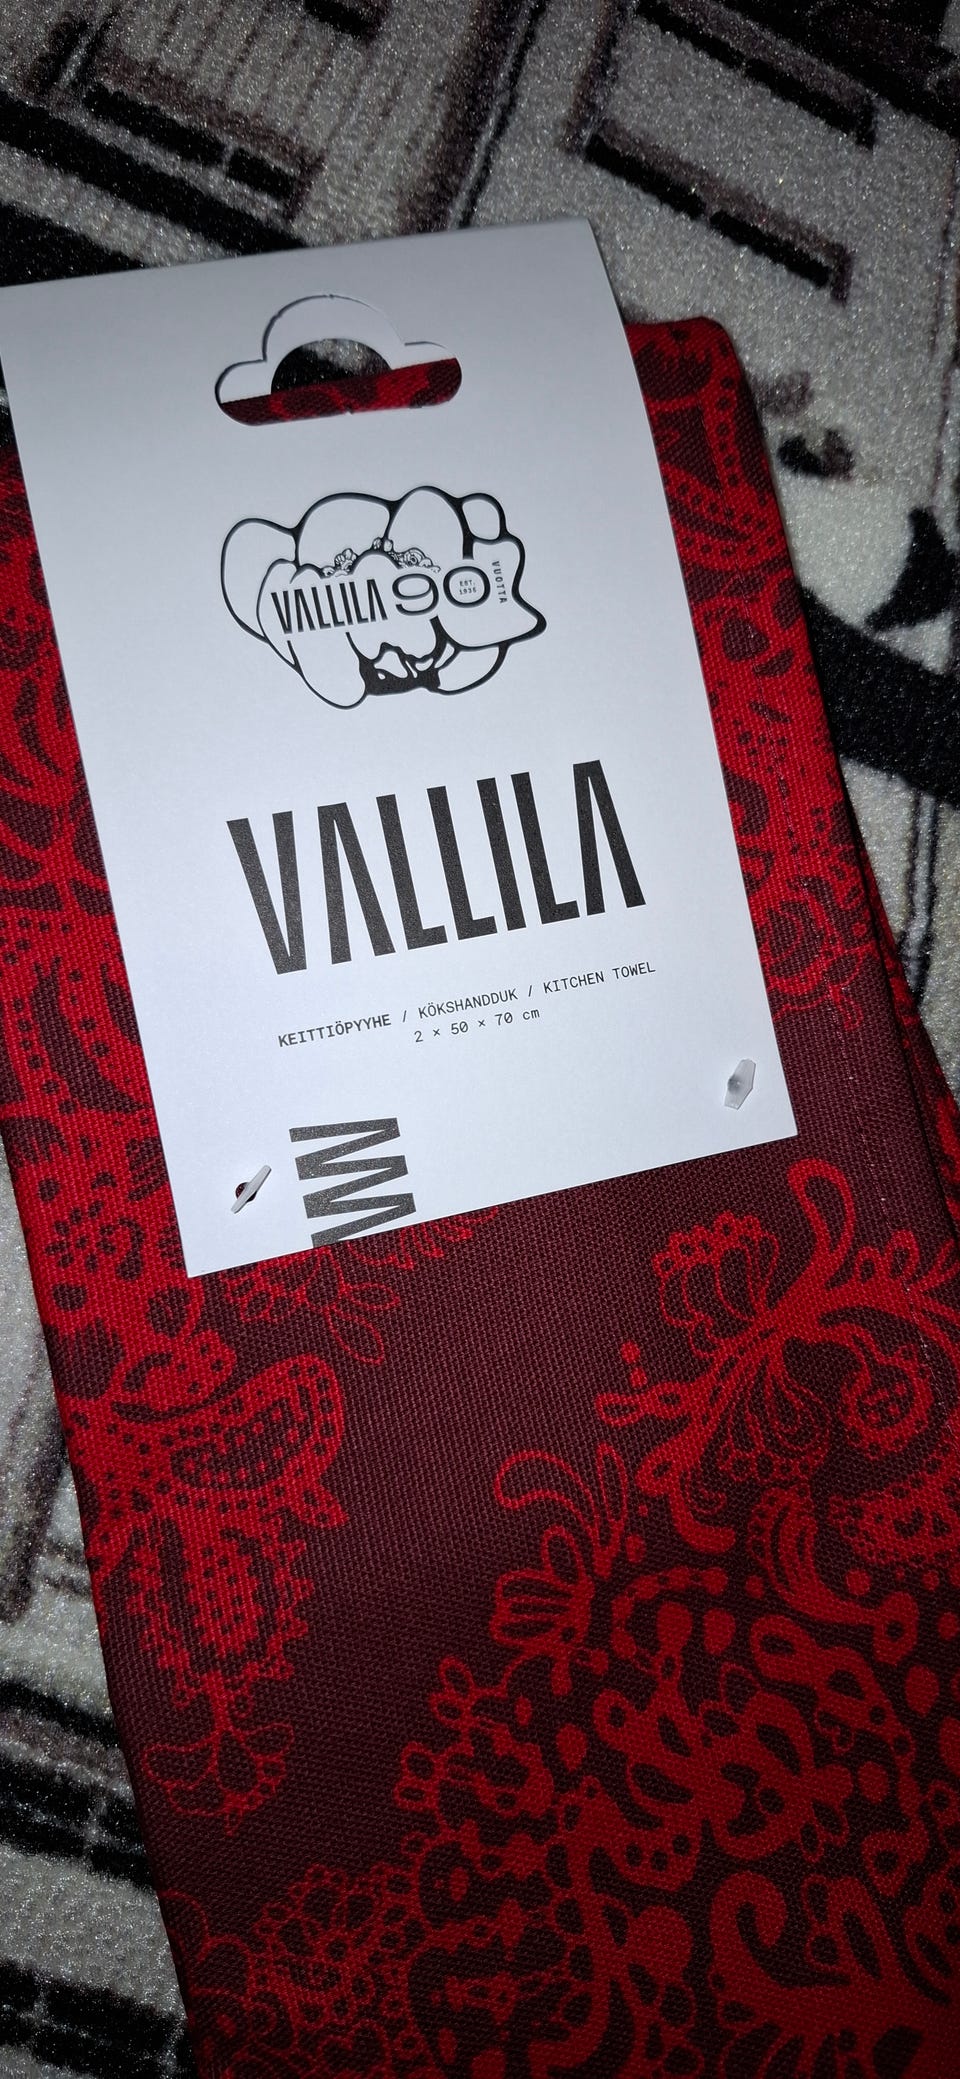 VALLILA 90 VUOTTA
EST.
1935
VALLILA
KEITTIÖPYYHE / KÖKSHANDDUK / KITCHEN TOWEL
2 × 50 × 70 cm